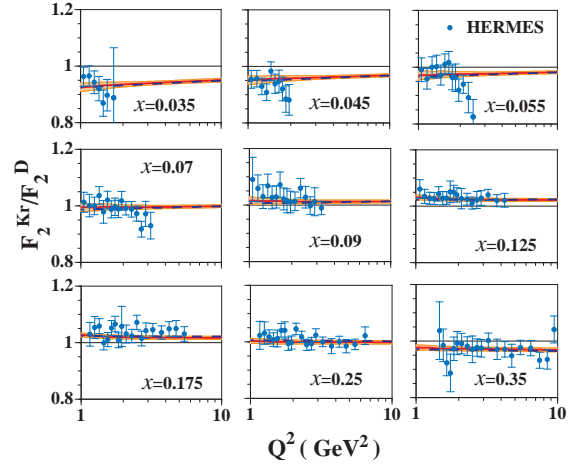 HERMES
1.2
1
0.8
x=0.035
x=0.045
x=0.055
1.2
1
0.8
x=0.07
x=0.09
x=0.125
1.2
1
0.8
x=0.175
x=0.25
x=0.35
F₂ᴷʳ/F₂ᴰ
1 10 1 10 1 10
Q² ( GeV²)